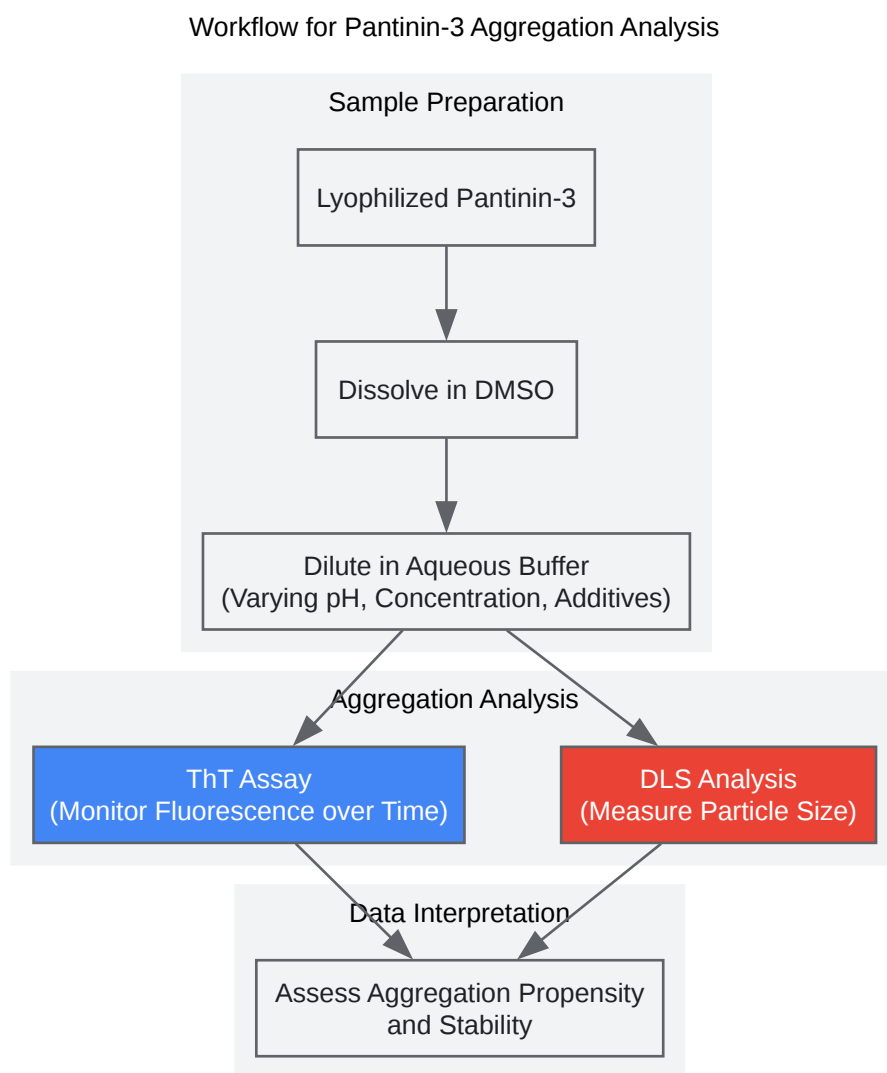 Workflow for Pantinin-3 Aggregation Analysis
Sample Preparation
Lyophilized Pantinin-3
Dissolve in DMSO
Dilute in Aqueous Buffer
(Varying pH, Concentration, Additives)
Aggregation Analysis
ThT Assay
(Monitor Fluorescence over Time)
DLS Analysis
(Measure Particle Size)
Data Interpretation
Assess Aggregation Propensity
and Stability